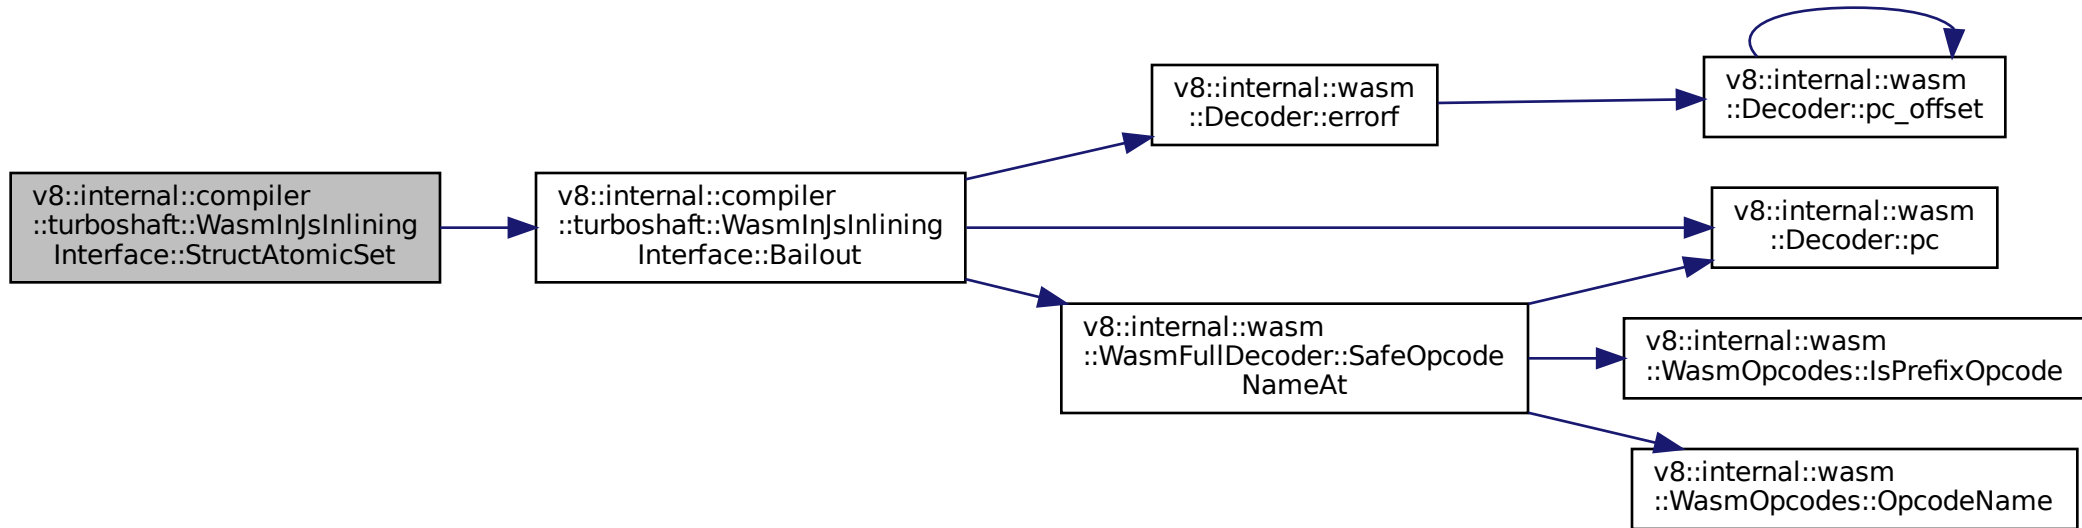 v8::internal::compiler
::turboshaft::WasmInJsInlining
Interface::StructAtomicSet
v8::internal::compiler
::turboshaft::WasmInJsInlining
Interface::Bailout
v8::internal::wasm
::Decoder::errorf
v8::internal::wasm
::Decoder::pc_offset
v8::internal::wasm
::Decoder::pc
v8::internal::wasm
::WasmFullDecoder::SafeOpcode
NameAt
v8::internal::wasm
::WasmOpcodes::IsPrefixOpcode
v8::internal::wasm
::WasmOpcodes::OpcodeName